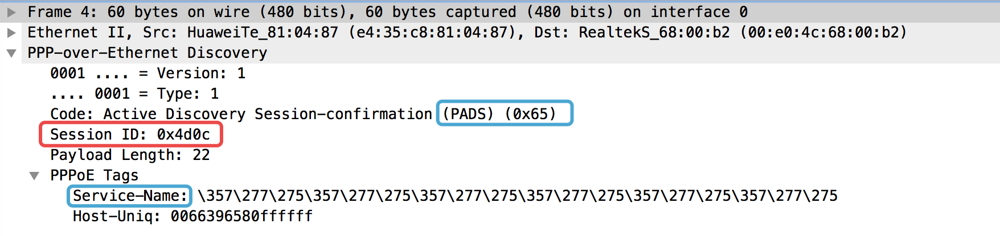 Frame 4: 60 bytes on wire (480 bits), 60 bytes captured (480 bits) on interface 0
Ethernet II, Src: HuaweiTe_81:04:87 (e4:35:c8:81:04:87), Dst: RealtekS_68:00:b2 (00:e0:4c:68:00:b2)
PPP-over-Ethernet Discovery
0001 .... = Version: 1
.... 0001 = Type: 1
Code: Active Discovery Session-confirmation (PADS) (0x65)
Session ID: 0x4d0c
Payload Length: 22
PPPoE Tags
Service-Name: \357\277\275\357\277\275\357\277\275\357\277\275\357\277\275\357\277\275
Host-Uniq: 0066396580ffffff